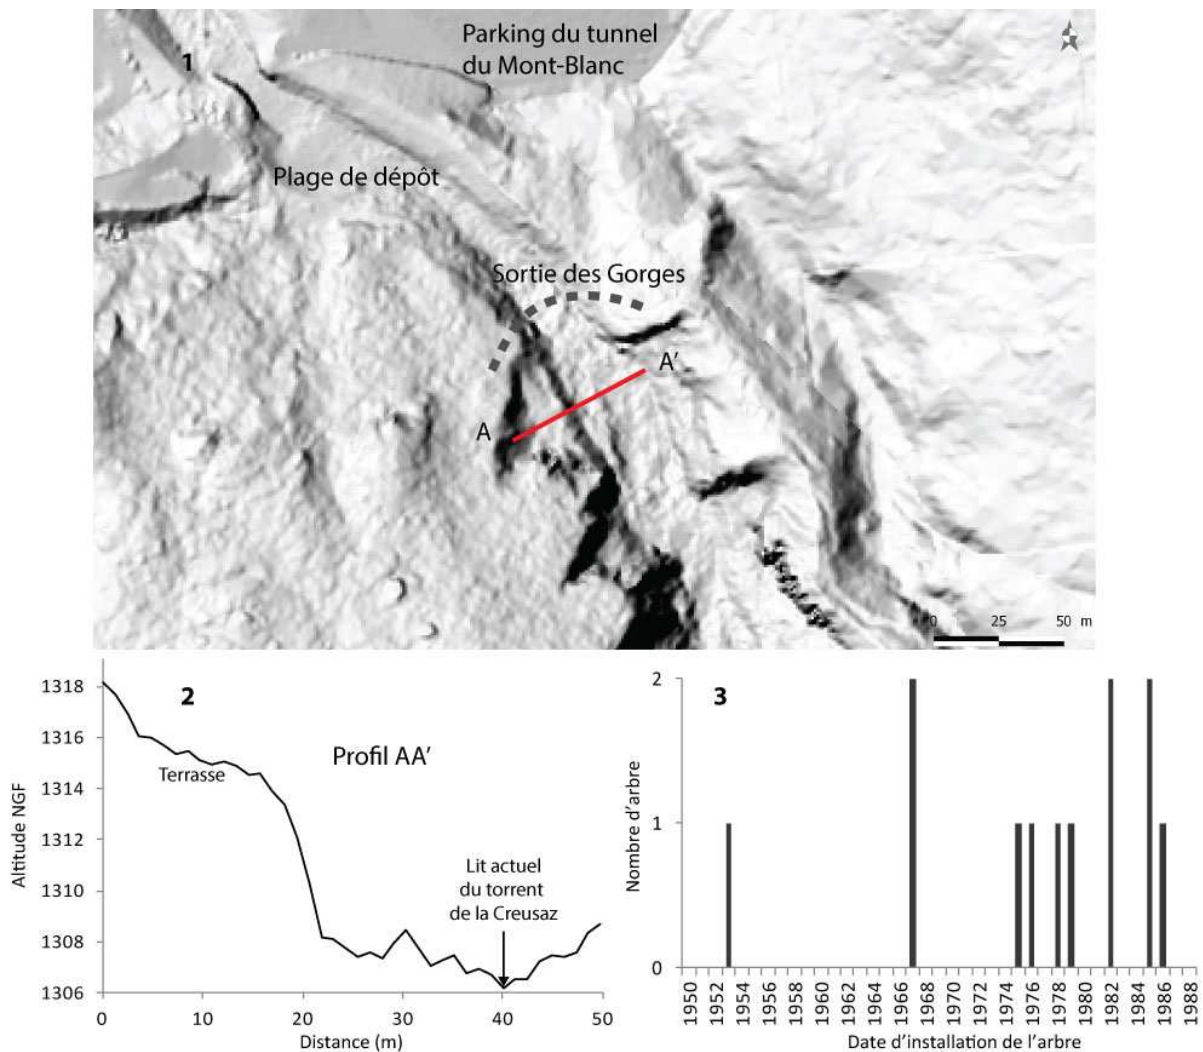 Parking du tunnel
du Mont-Blanc
1
Plage de dépôt
Sortie des Gorges
A'
A
0 25 50 m
2
Profil AA'
Terrasse
Lit actuel
du torrent
de la Creusaz
Altitude NGF
1318
1316
1314
1312
1310
1308
1306
0 10 20 30 40 50
Distance (m)
3
Nombre d'arbre
2
1
0
1950 1952 1954 1956 1958 1960 1962 1964 1966 1968 1970 1972 1974 1976 1978 1980 1982 1984 1986 1988
Date d'installation de l'arbre